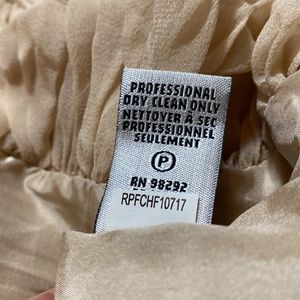 PROFESSIONAL
DRY CLEAN ONLY
NETTOYER À SEC
PROFESSIONNEL
SEULEMENT
P
RN 98292
RPFCHF10717